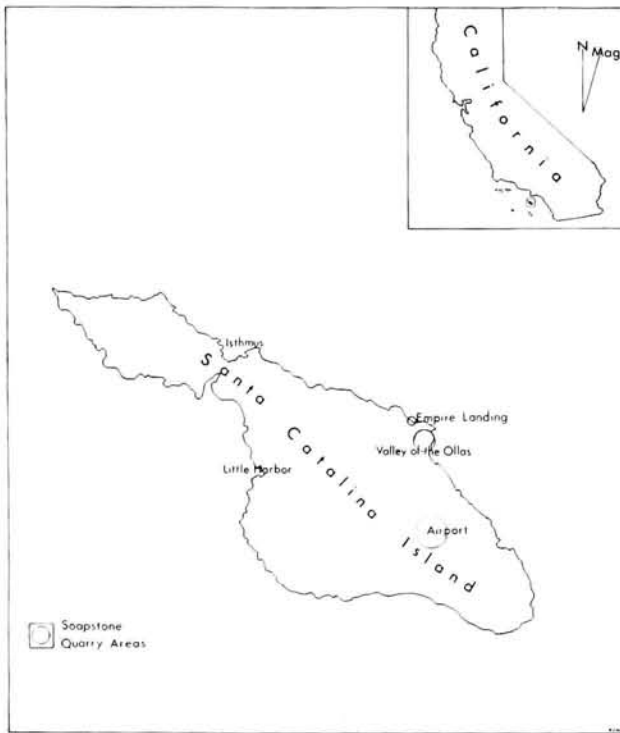 California
N Mag
Isthmus
Santa Catalina Island
Empire Landing
Valley of the Ollas
Little Harbor
Airport
Soapstone
Quarry Areas